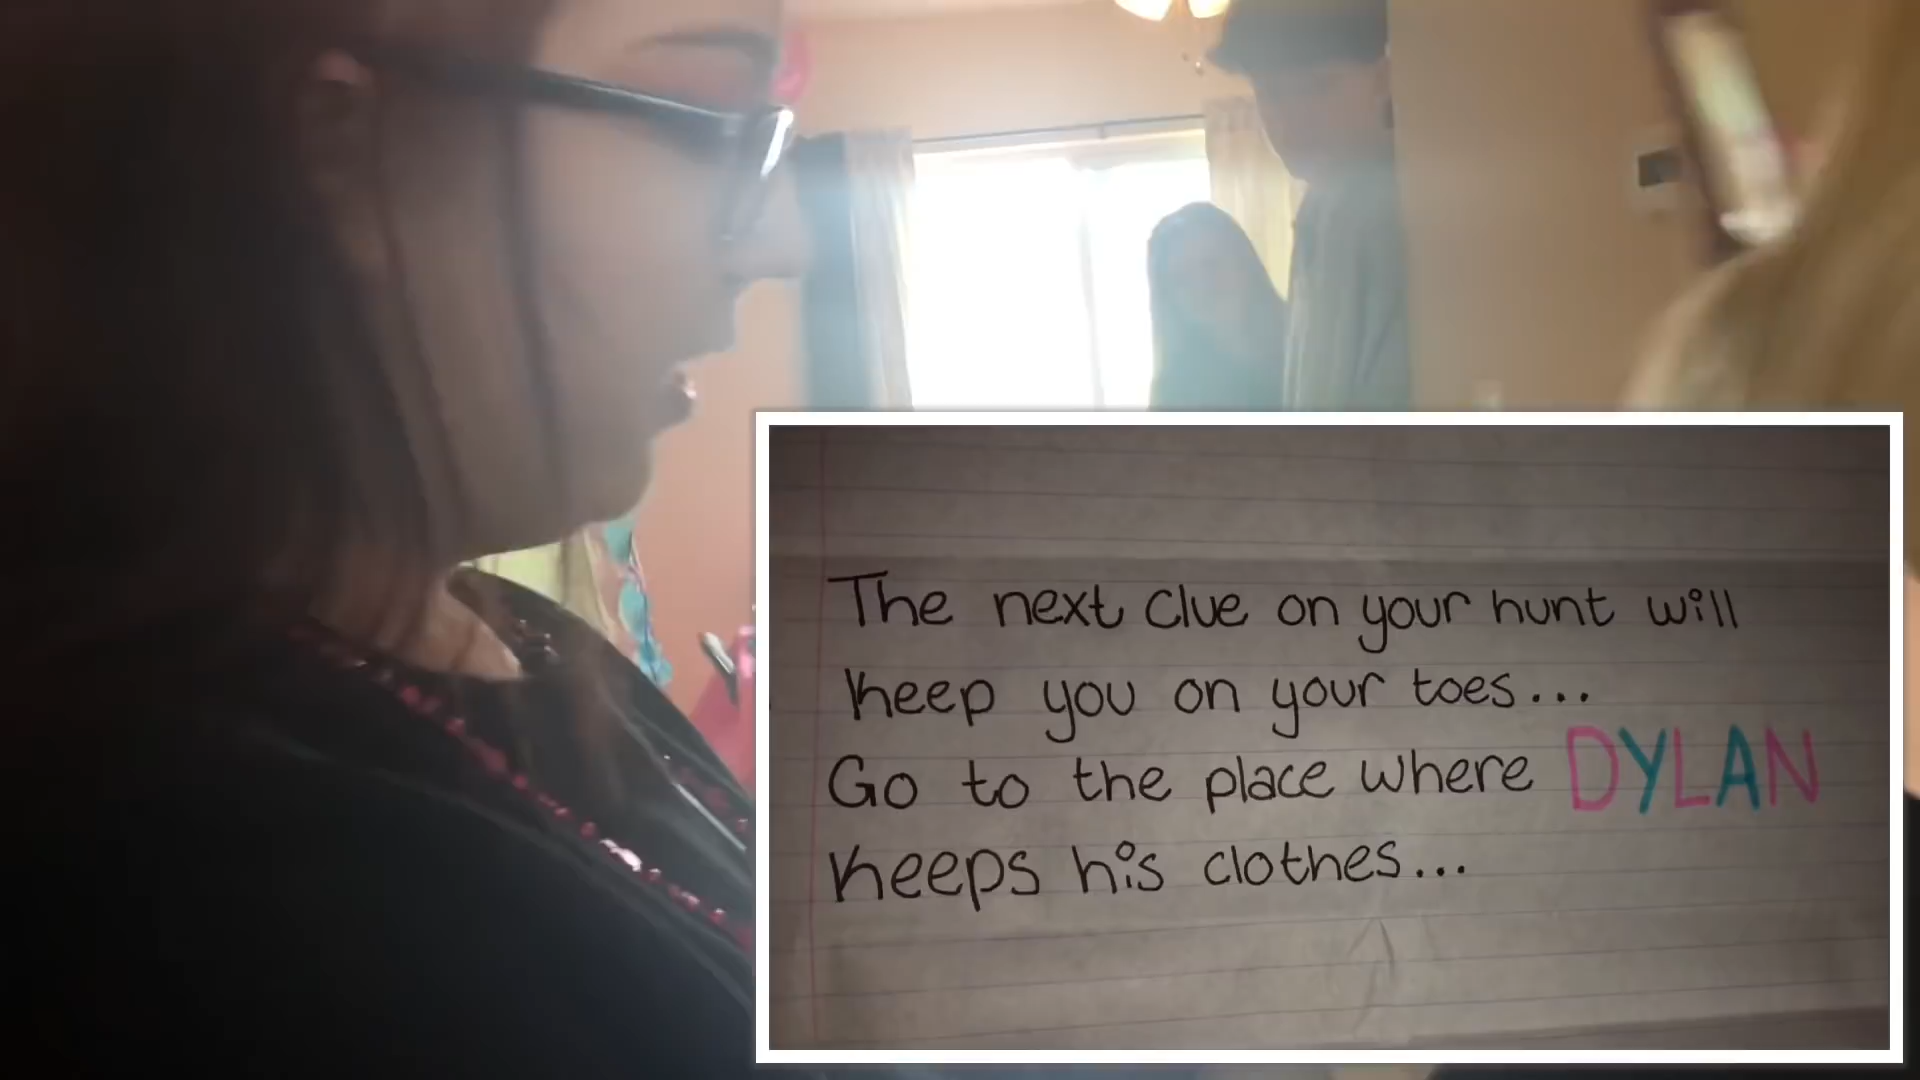 The next clue on your hunt will
keep you on your toes...
Go to the place where DYLAN
keeps his clothes...